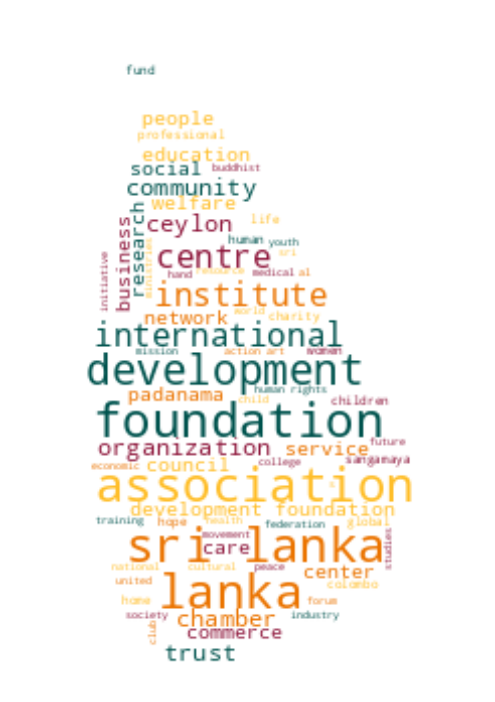 fund
people
professional
education
social buddhist
community
research
welfare
business
ceylon life
human youth
ministries
centre sri
initiative
hand resource medical al
institute
network world charity
international
mission action art women
development
human rights
padanama child children
foundation
organization service future
economic council college sangamaya
association
development foundation
training hope health federation global
movement
sri lanka
care studies
national cultural peace
center
united lanka colombo
home forum
society chamber industry
club
commerce
trust